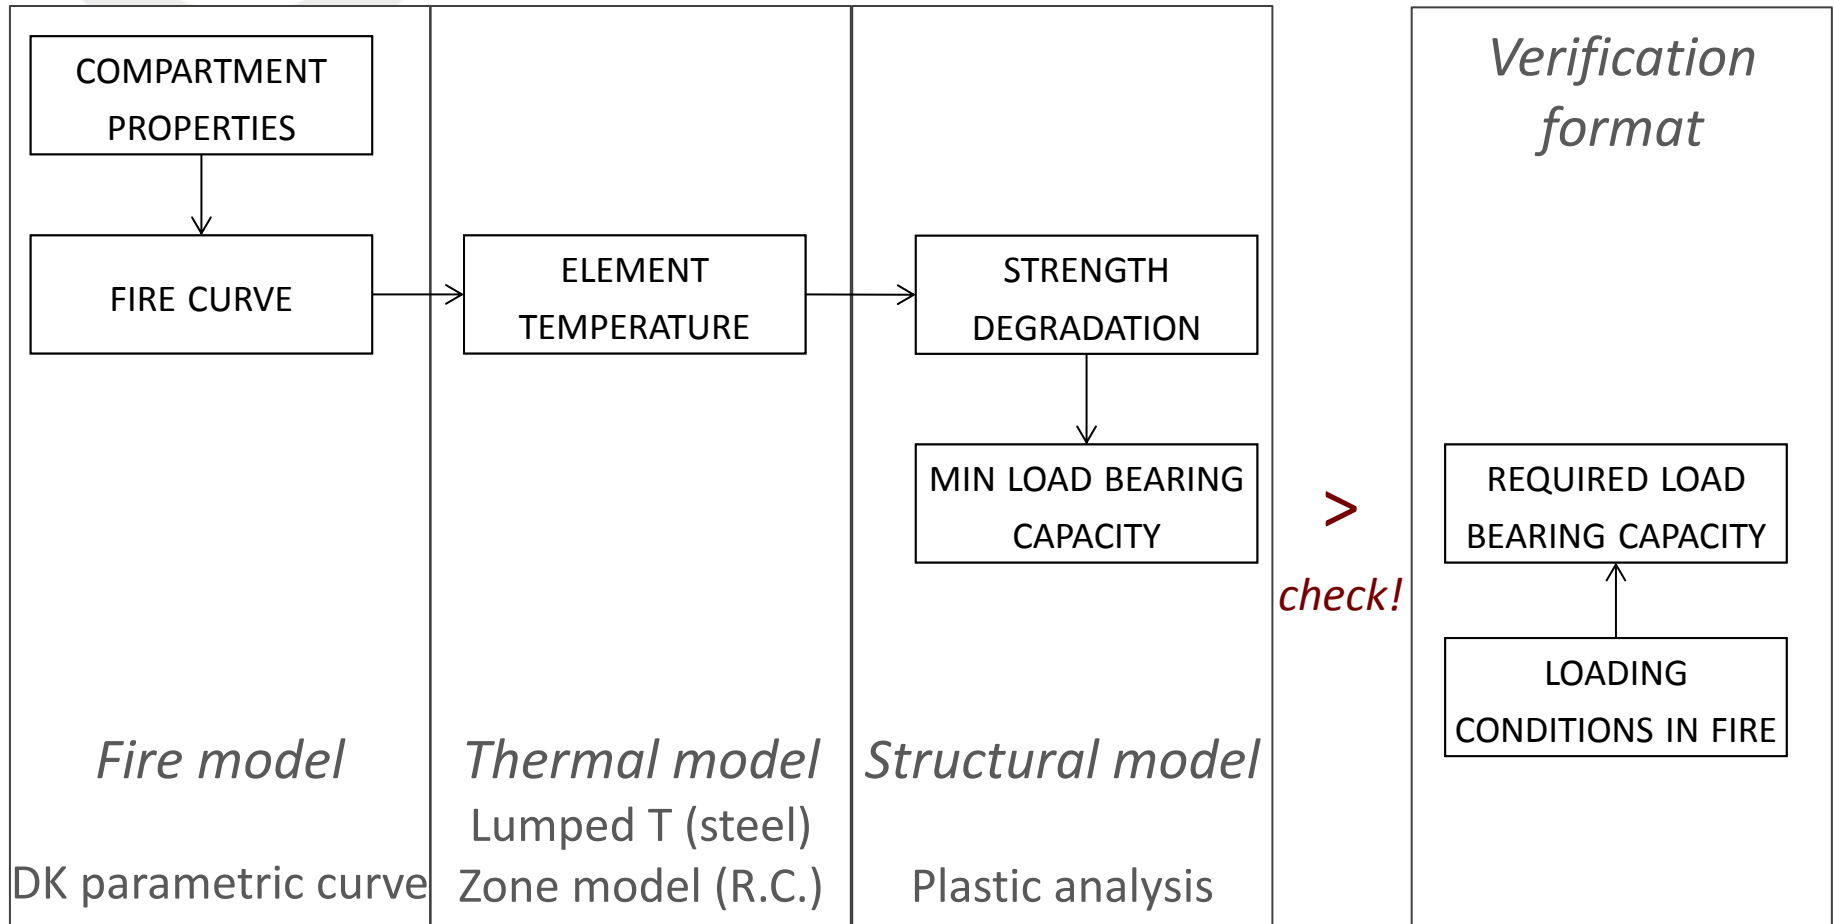 COMPARTMENT
PROPERTIES
FIRE CURVE
Fire model
DK parametric curve
ELEMENT
TEMPERATURE
Thermal model
Lumped T (steel)
Zone model (R.C.)
STRENGTH
DEGRADATION
MIN LOAD BEARING
CAPACITY
Structural model
Plastic analysis
>
check!
Verification
format
REQUIRED LOAD
BEARING CAPACITY
LOADING
CONDITIONS IN FIRE